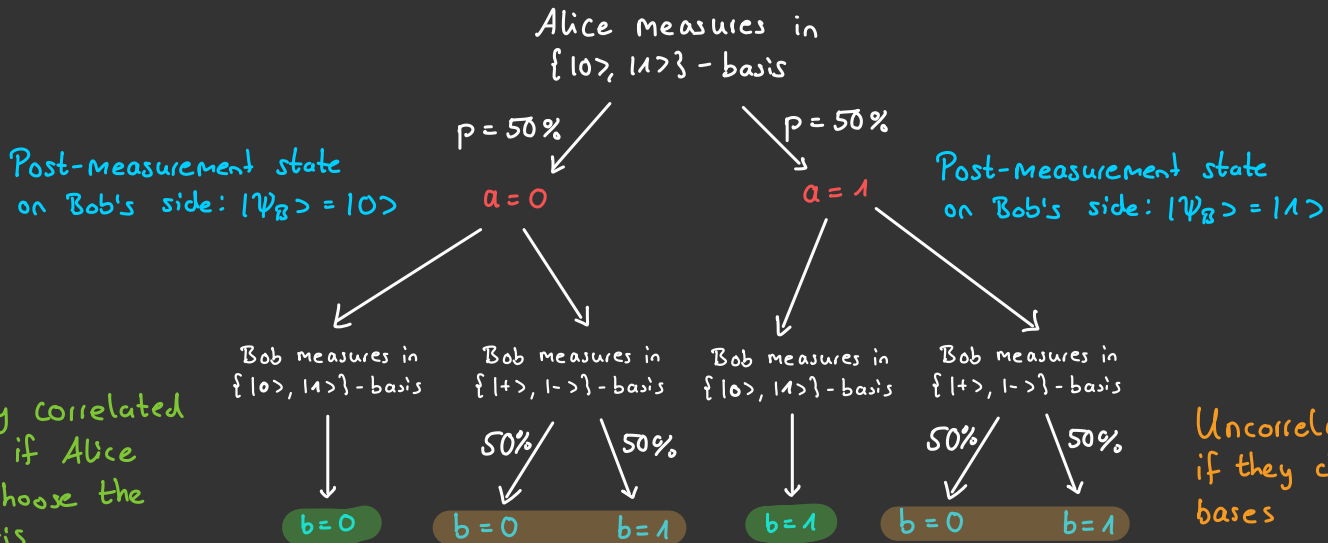 Alice measures in
{|0>, |1>} - basis
p = 50%
p = 50%
Post-measurement state
on Bob's side: |Ψ_B> = |0>
a = 0
a = 1
Post-measurement state
on Bob's side: |Ψ_B> = |1>
Bob measures in
{|0>, |1>} - basis
Bob measures in
{|+>, |->} - basis
Bob measures in
{|0>, |1>} - basis
Bob measures in
{|+>, |->} - basis
correlated
if Alice
choose the
50%
50%
50%
50%
if they
bases
b = 0
b = 0
b = 1
b = 1
b = 0
b = 1